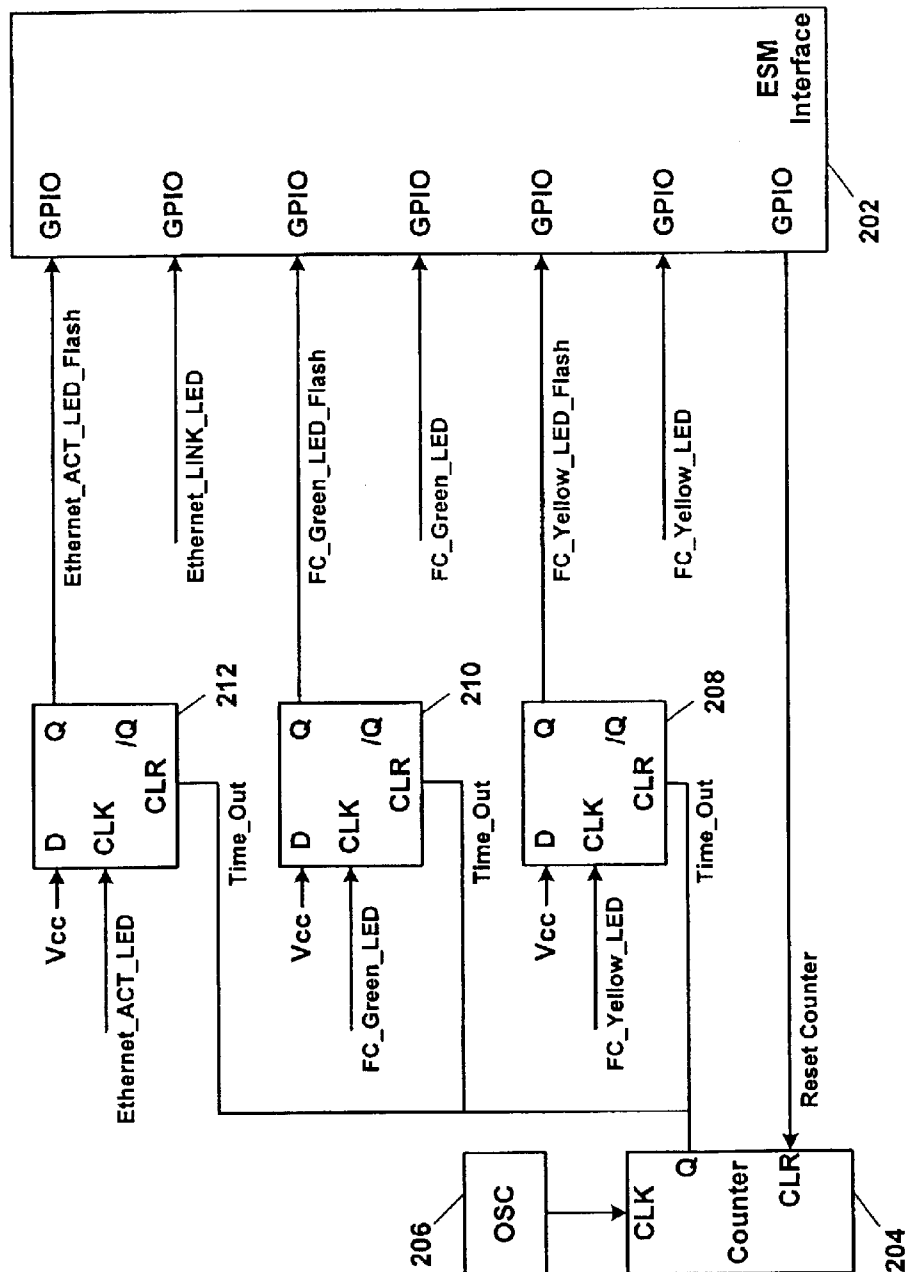 Vcc
D
Q
Ethernet_ACT_LED
CLK
/Q
CLR
212
Time_Out
Ethernet_ACT_LED_Flash
GPIO
Ethernet_LINK_LED
GPIO
Vcc
D
Q
FC_Green_LED
CLK
/Q
CLR
210
Time_Out
FC_Green_LED_Flash
GPIO
FC_Green_LED
GPIO
Vcc
D
Q
FC_Yellow_LED
CLK
/Q
CLR
208
Time_Out
FC_Yellow_LED_Flash
GPIO
FC_Yellow_LED
GPIO
206
OSC
CLK
Q
Counter
CLR
204
Reset Counter
GPIO
ESM
Interface
202